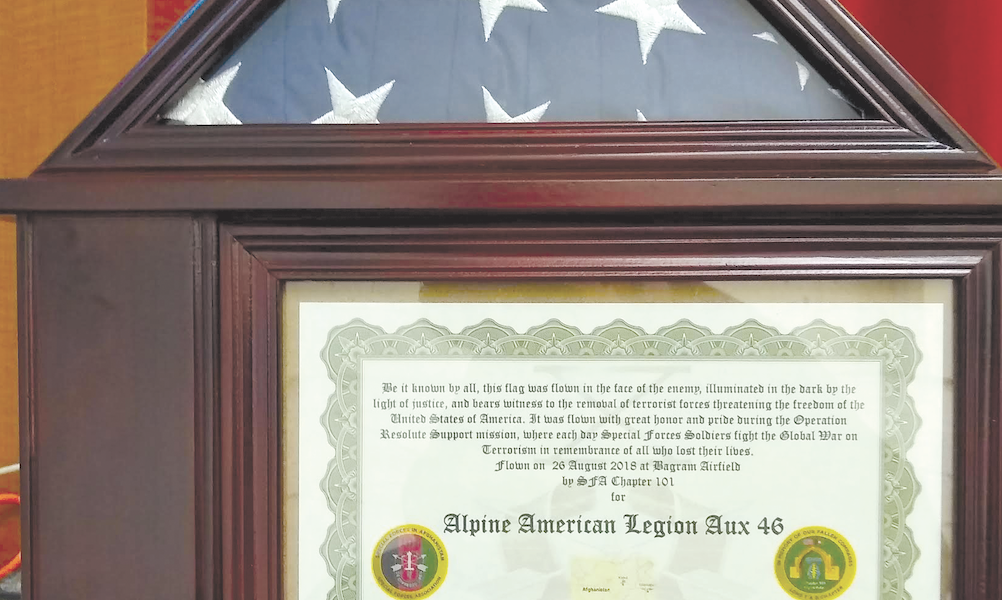 Be it known by all, this flag was flown in the face of the enemy, illuminated in the dark by the
light of justice, and bears witness to the removal of terrorist forces threatening the freedom of the
United States of America. It was flown with great honor and pride during the Operation
Resolute Support mission, where each day Special Forces Soldiers fight the Global War on
Terrorism in remembrance of all who lost their lives.
Flown on 26 August 2018 at Bagram Airfield
by SFA Chapter 101
for
Alpine American Legion Aux 46
Afghanistan